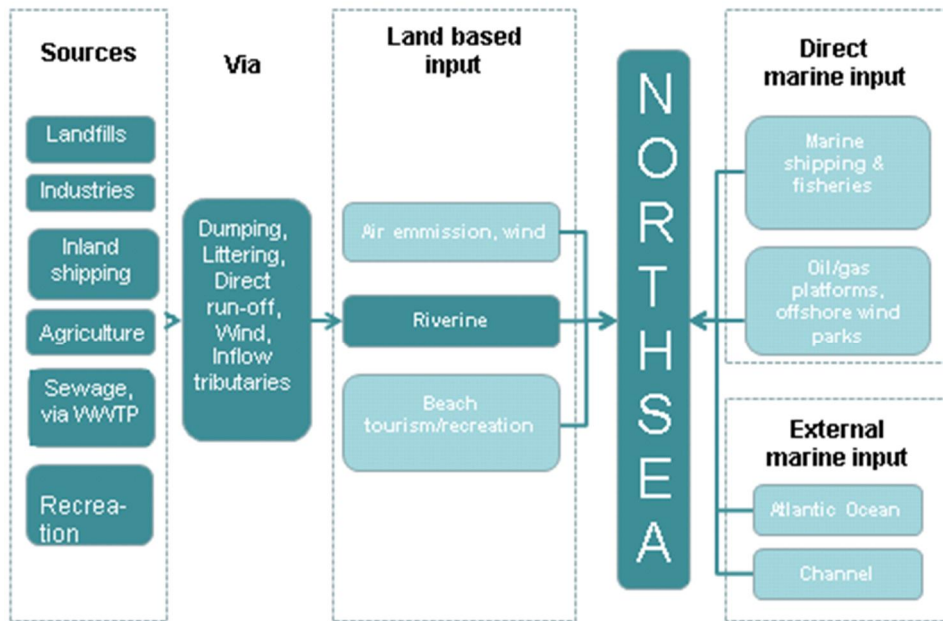 Sources
Landfills
Industries
Inland
shipping
Agriculture
Sewage,
via WWTP
Recrea-
tion
Via
Dumping,
Littering,
Direct
run-off,
Wind,
Inflow
tributaries
Land based
input
Air emmission, wind
Riverine
Beach
tourism/recreation
NORTHSEA
Direct
marine input
Marine
shipping &
fisheries
Oil/gas
platforms,
offshore wind
parks
External
marine input
Atlantic Ocean
Channel